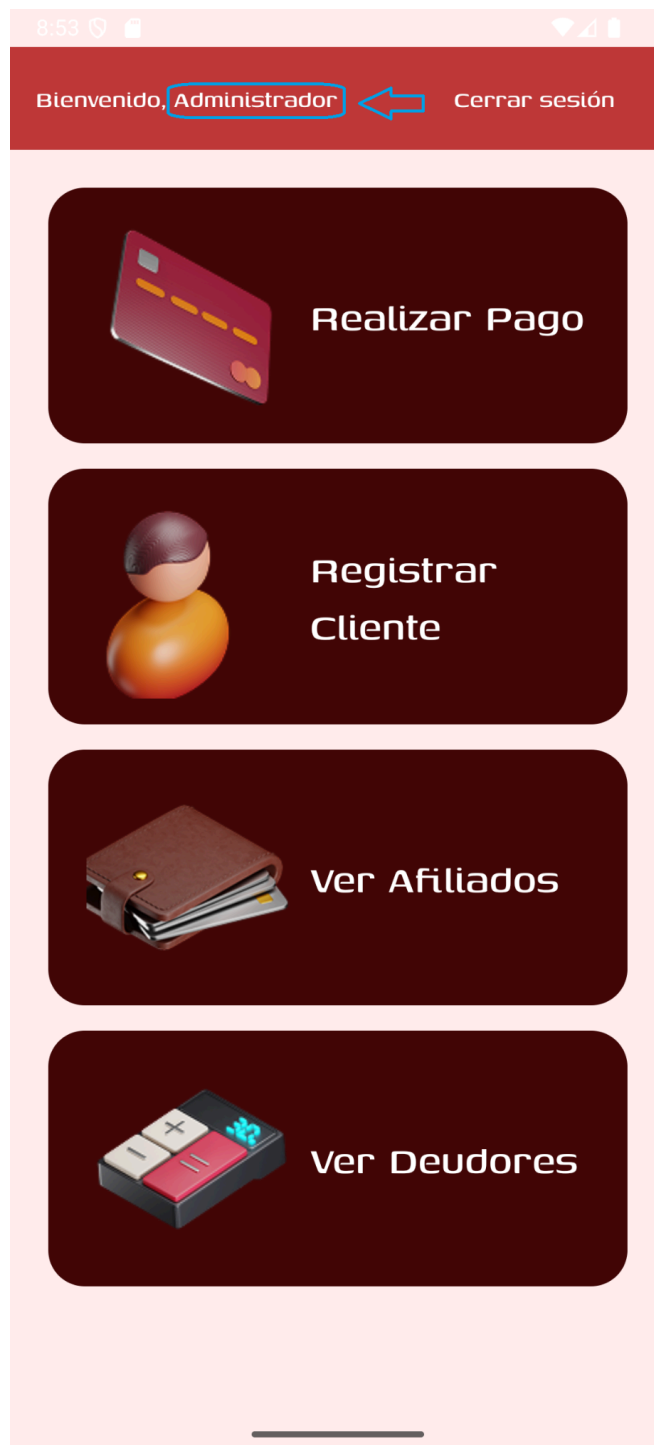 8:53
Bienvenido, Administrador
Cerrar sesión
Realizar Pago
Registrar
Cliente
Ver Afiliados
Ver Deudores